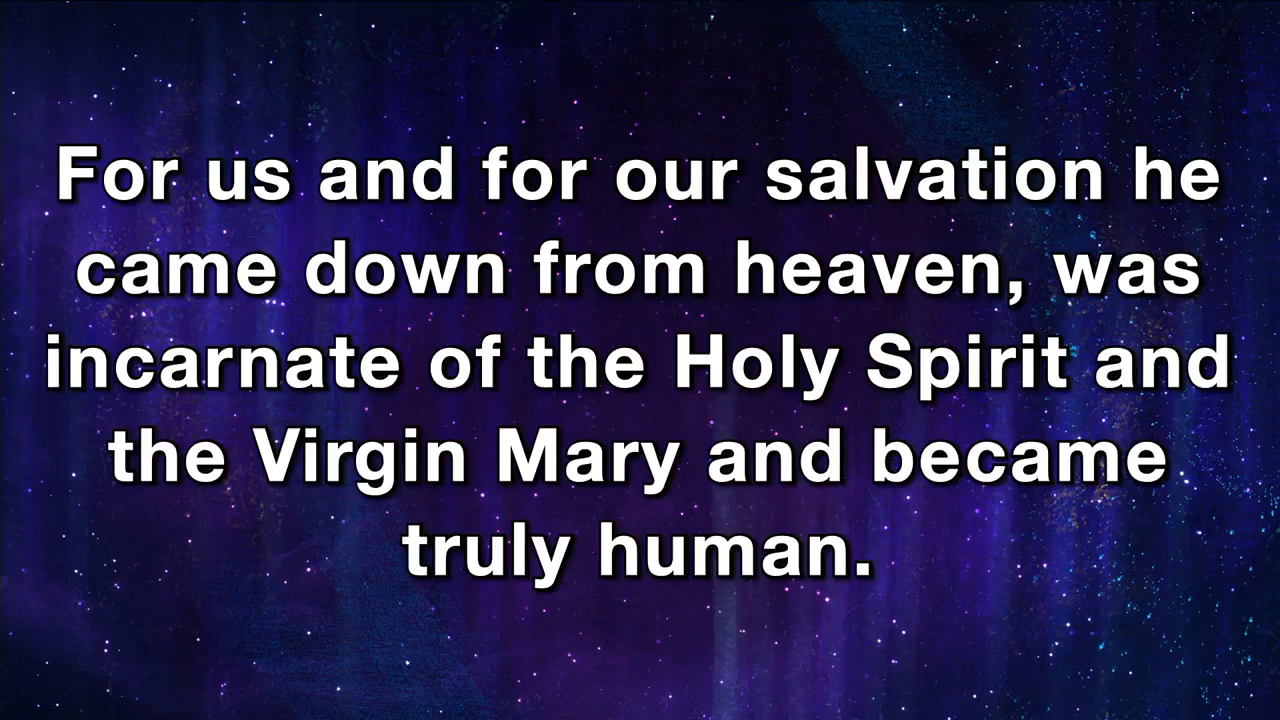 For us and for our salvation he
came down from heaven, was
incarnate of the Holy Spirit and
the Virgin Mary and became
truly human.